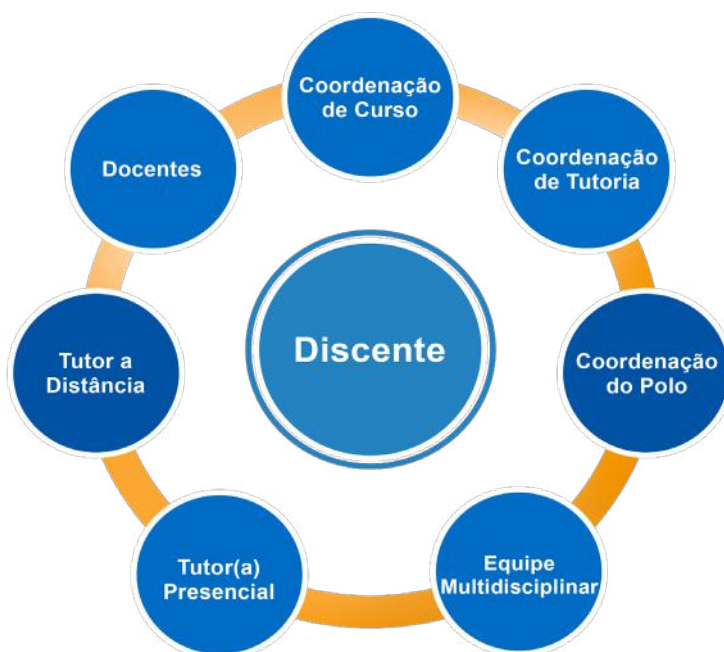 Coordenação
de Curso
Coordenação
de Tutoria
Coordenação
do Polo
Equipe
Multidisciplinar
Tutor(a)
Presencial
Tutor a
Distância
Docentes
Discente